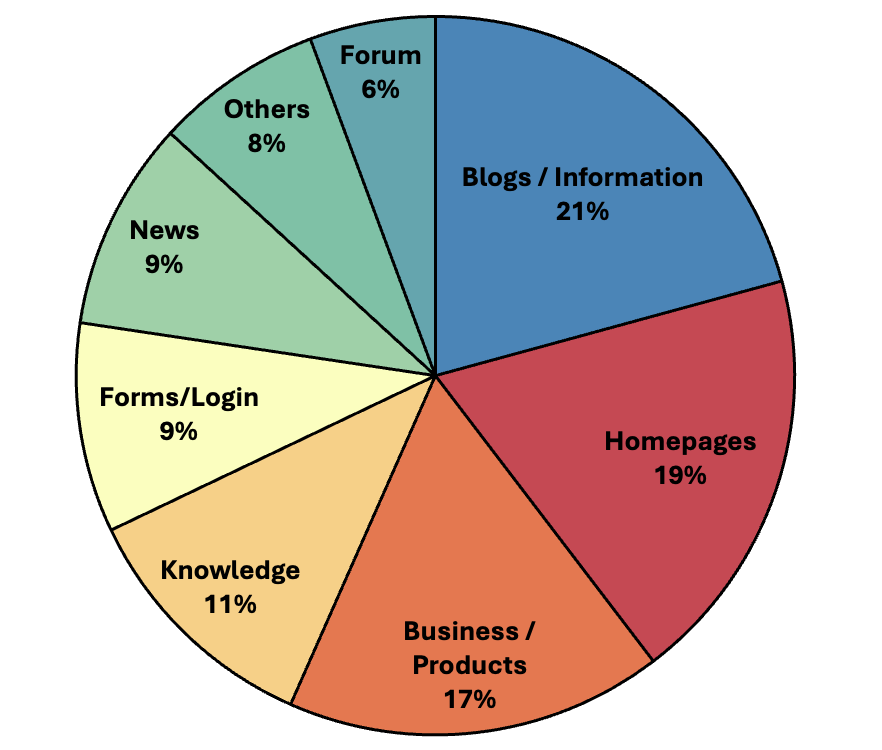 Forum
6%
Blogs / Information
21%
Homepages
19%
Business /
Products
17%
Knowledge
11%
Forms/Login
9%
News
9%
Others
8%